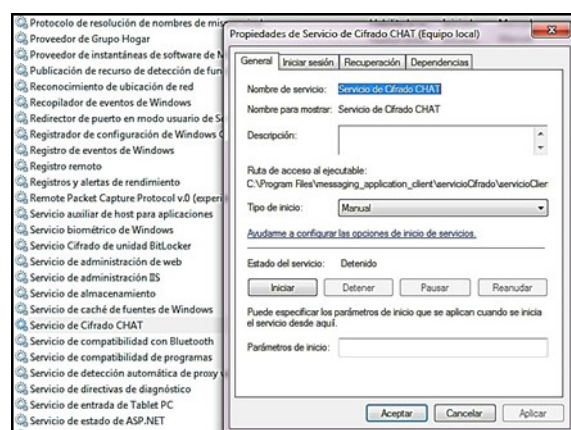 Protocolo de resolución de nombres de mis
Proveedor de Grupo Hogar
Proveedor de instantáneas de software de M
Publicación de recurso de detección de fun
Reconocimiento de ubicación de red
Recopilador de eventos de Windows
Redirector de puerto en modo usuario de Se
Registrador de configuración de Windows C
Registro de eventos de Windows
Registro remoto
Registros y alertas de rendimiento
Remote Packet Capture Protocol v.0 (experi
Servicio auxiliar de host para aplicaciones
Servicio biométrico de Windows
Servicio Cifrado de unidad BitLocker
Servicio de administración de web
Servicio de administración IIS
Servicio de almacenamiento
Servicio de caché de fuentes de Windows
Servicio de Cifrado CHAT
Servicio de compatibilidad con Bluetooth
Servicio de compatibilidad de programas
Servicio de detección automática de proxy
Servicio de directivas de diagnóstico
Servicio de entrada de Tablet PC
Servicio de estado de ASP.NET
Propiedades de Servicio de Cifrado CHAT (Equipo local)
General Iniciar sesión Recuperación Dependencias
Nombre de servicio: Servicio de Cifrado CHAT
Nombre para mostrar: Servicio de Cifrado CHAT
Descripción:
Ruta de acceso al ejecutable:
C:\Program Files\messaging_application_client\servicioCifrado\servicioClier
Tipo de inicio: Manual
Ayudarme a configurar las opciones de inicio de servicios.
Estado del servicio: Detenido
Iniciar Detener Pausar Reanudar
Puede especificar los parámetros de inicio que se aplican cuando se inicia
el servicio desde aquí.
Parámetros de inicio:
Aceptar Cancelar Aplicar